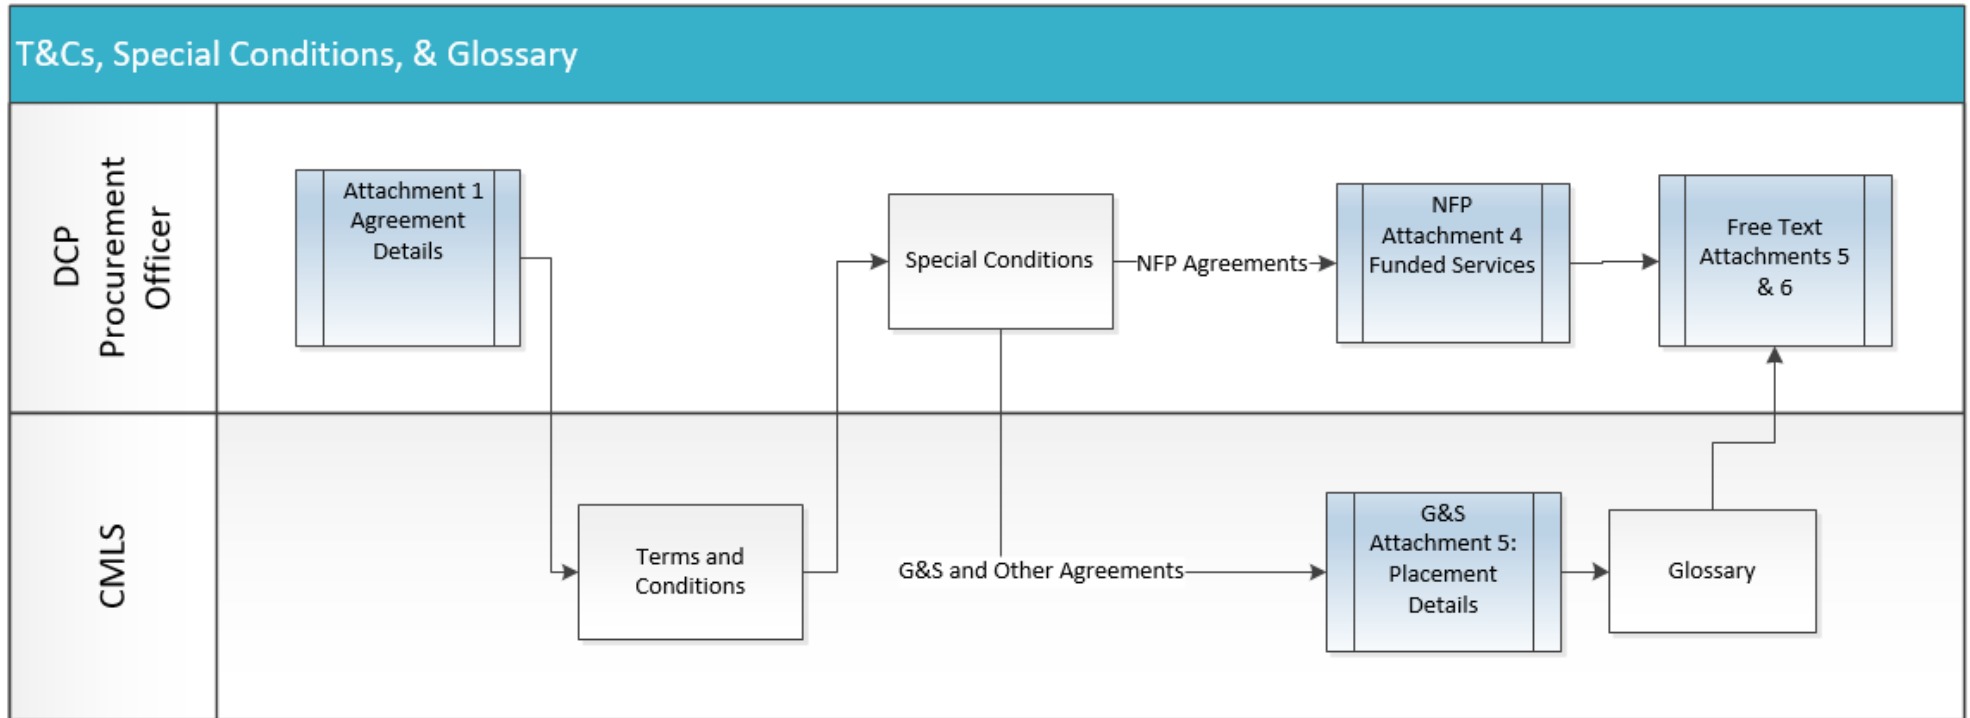 T&Cs, Special Conditions, & Glossary
DCP
Procurement
Officer
Attachment 1
Agreement
Details
Special Conditions
NFP Agreements
NFP
Attachment 4
Funded Services
Free Text
Attachments 5
& 6
CMLS
Terms and
Conditions
G&S and Other Agreements
G&S
Attachment 5:
Placement
Details
Glossary